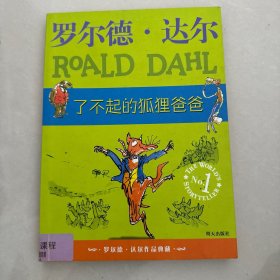 罗尔德·达尔
ROALD DAHL
了不起的狐狸爸爸
THE WORLD'S
No.1
STORYTELLER
课程
·罗尔德·达尔作品典藏·
明天出版社